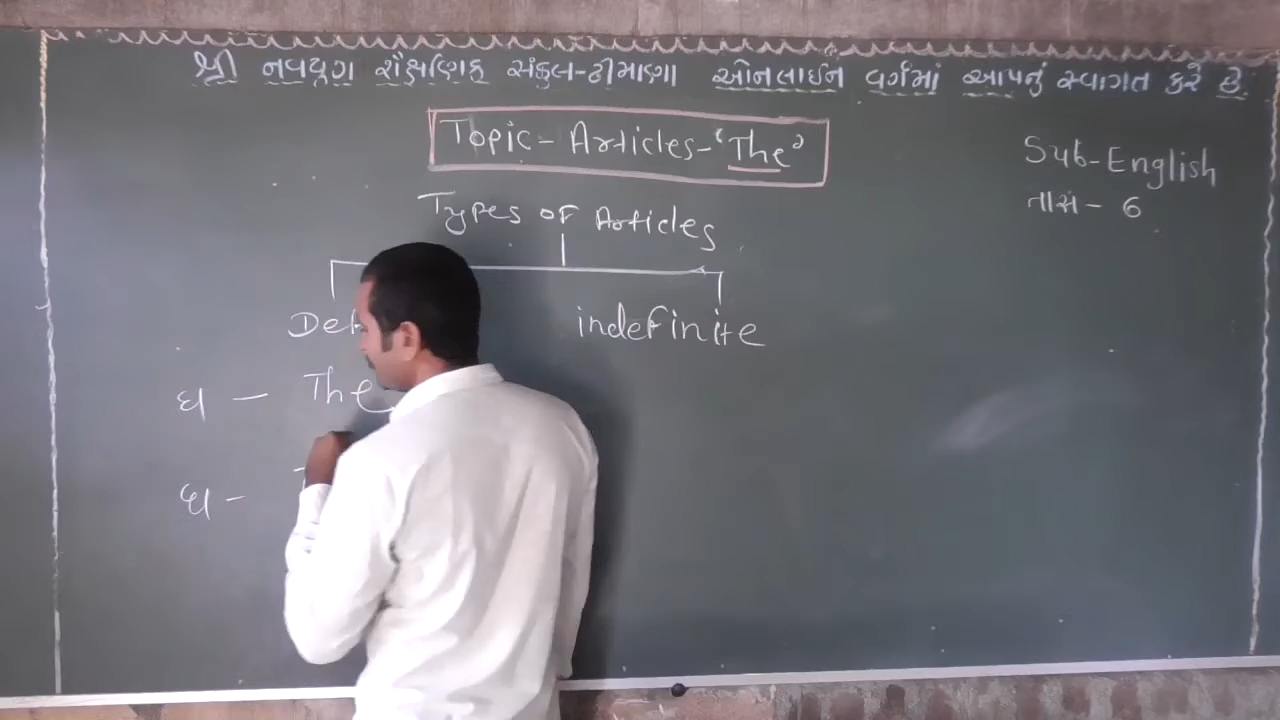 શ્રી નવયુગ શૈક્ષણિક સંકુલ-ઢીમાણા ઓનલાઈન વર્ગમાં આપનું સ્વાગત કરે છે.
Topic - Articles - ‘The’
Sub-English
તાસ - 6
Types of Articles
indefinite
ધ - The
ધી -